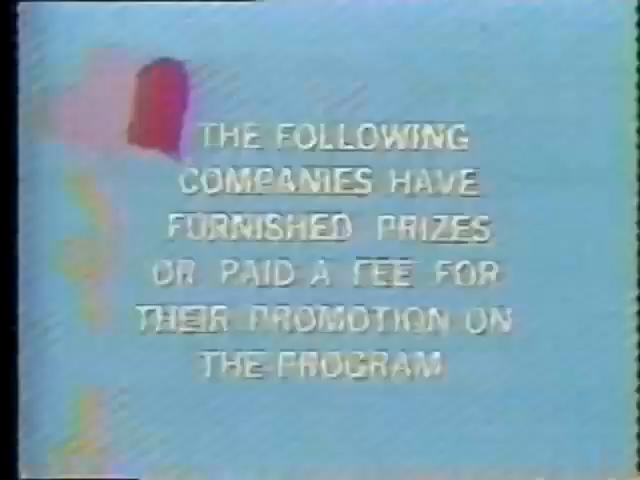 THE FOLLOWING
COMPANIES HAVE
FURNISHED PRIZES
OR PAID A FEE FOR
THEIR PROMOTION ON
THE PROGRAM